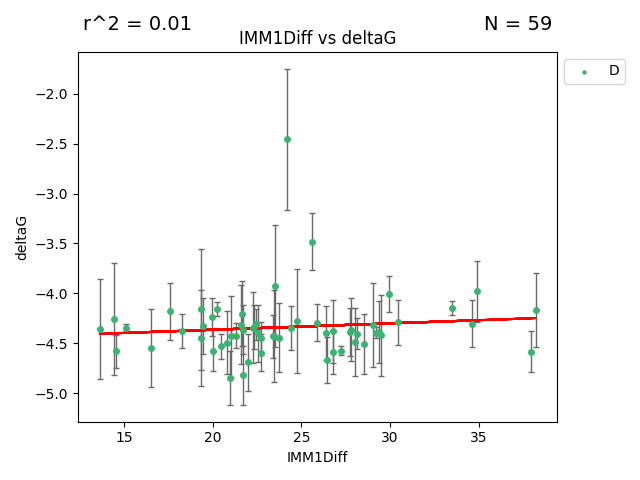 r^2 = 0.01
N = 59
IMM1Diff vs deltaG
D
deltaG
−2.0
−2.5
−3.0
−3.5
−4.0
−4.5
−5.0
15 20 25 30 35
IMM1Diff